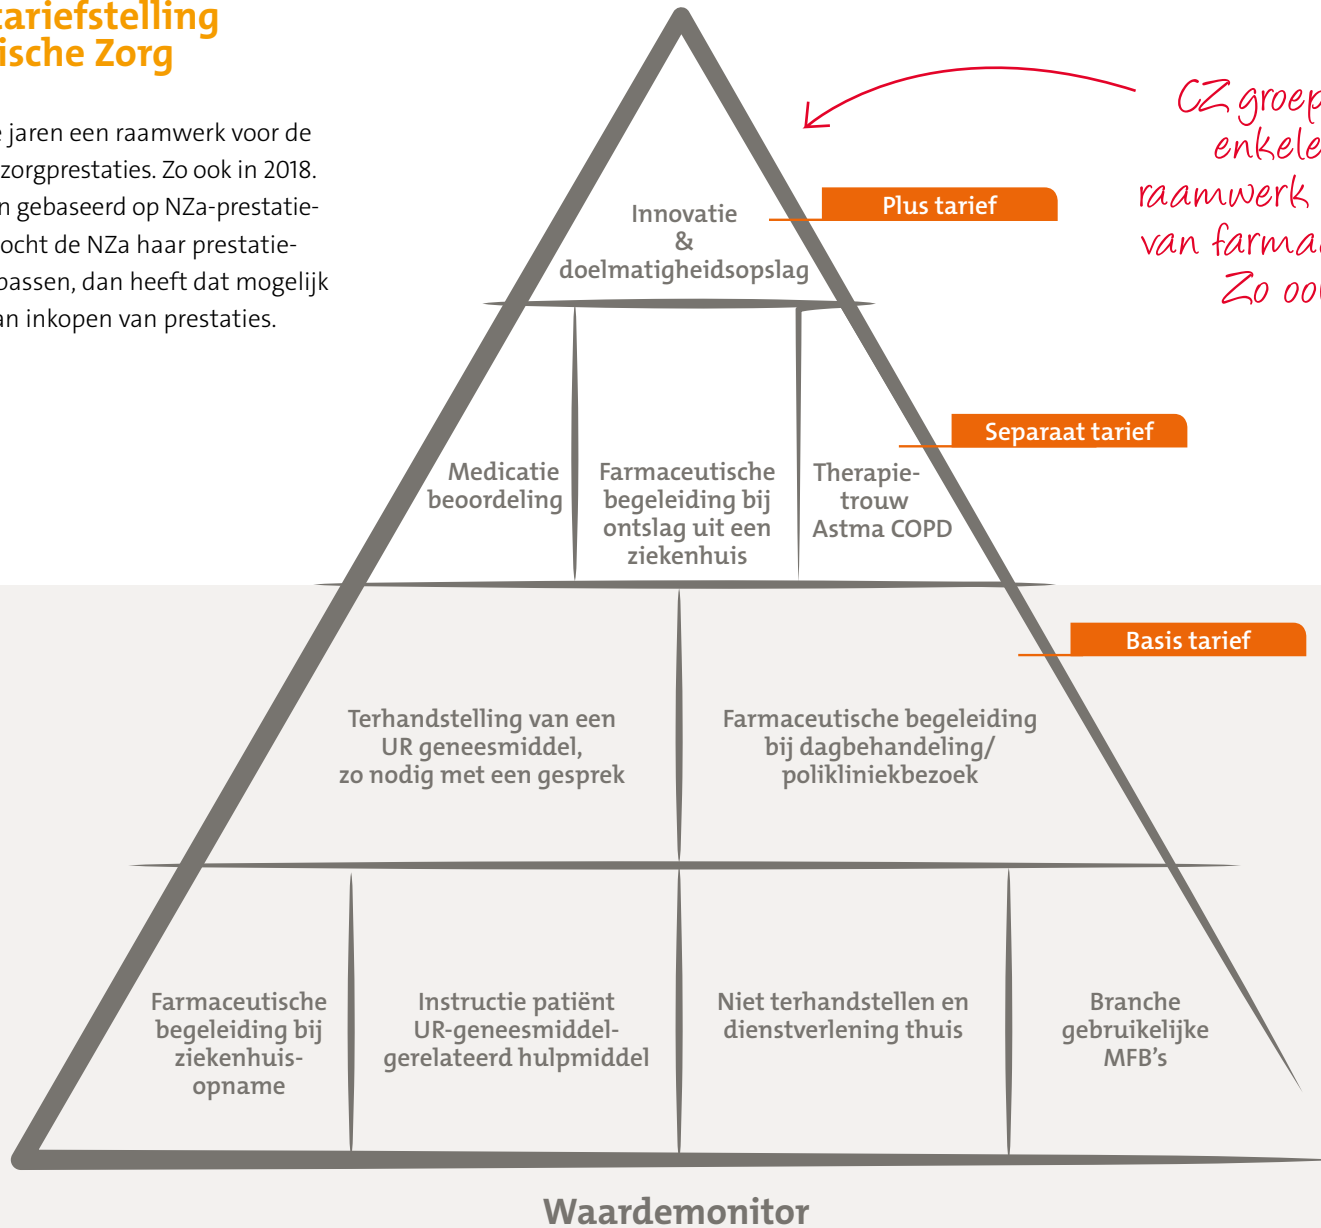 tariefstelling
ische Zorg
e jaren een raamwerk voor de
zorgprestaties. Zo ook in 2018.
n gebaseerd op NZa-prestatie-
ocht de NZa haar prestatie-
passen, dan heeft dat mogelijk
an inkopen van prestaties.
CZ groep
enkele
raamwerk
van farma
Zo oo
Innovatie
&
doelmatigheidsopslag
Plus tarief
Separaat tarief
Medicatie
beoordeling
Farmaceutische
begeleiding bij
ontslag uit een
ziekenhuis
Therapie-
trouw
Astma COPD
Basis tarief
Terhandstelling van een
UR geneesmiddel,
zo nodig met een gesprek
Farmaceutische begeleiding
bij dagbehandeling/
polikliniekbezoek
Farmaceutische
begeleiding bij
ziekenhuis-
opname
Instructie patiënt
UR-geneesmiddel-
gerelateerd hulpmiddel
Niet terhandstellen en
dienstverlening thuis
Branche
gebruikelijke
MFB's
Waardemonitor